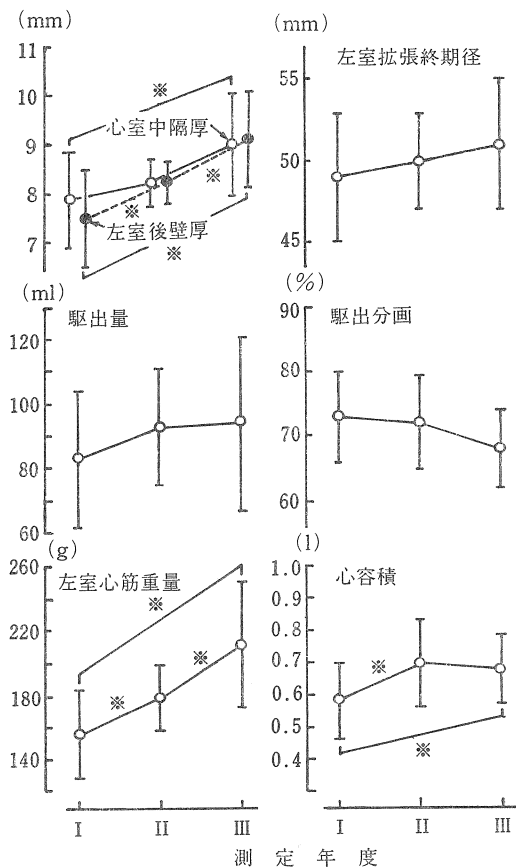 (mm)
※
心室中隔厚
※
※
左室後壁厚
※
10
9
8
7
(mm)
左室拡張終期径
55
50
45
(ml)
駆出量
120
100
80
60
(%)
駆出分画
90
80
70
60
(g)
左室心筋重量
※
※
※
260
220
180
140
I
II
III
(l)
心容積
※
※
1.0
0.9
0.8
0.7
0.6
0.5
0.4
I
II
III
測定年度